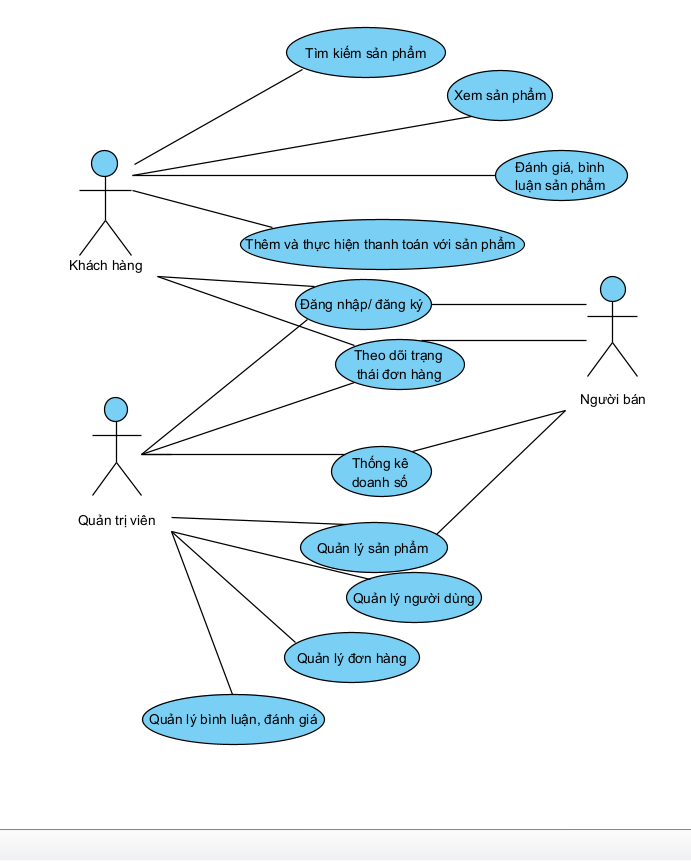 Tìm kiếm sản phẩm
Xem sản phẩm
Đánh giá, bình
luận sản phẩm
Thêm và thực hiện thanh toán với sản phẩm
Khách hàng
Đăng nhập/ đăng ký
Theo dõi trạng
thái đơn hàng
Người bán
Thống kê
doanh số
Quản trị viên
Quản lý sản phẩm
Quản lý người dùng
Quản lý đơn hàng
Quản lý bình luận, đánh giá